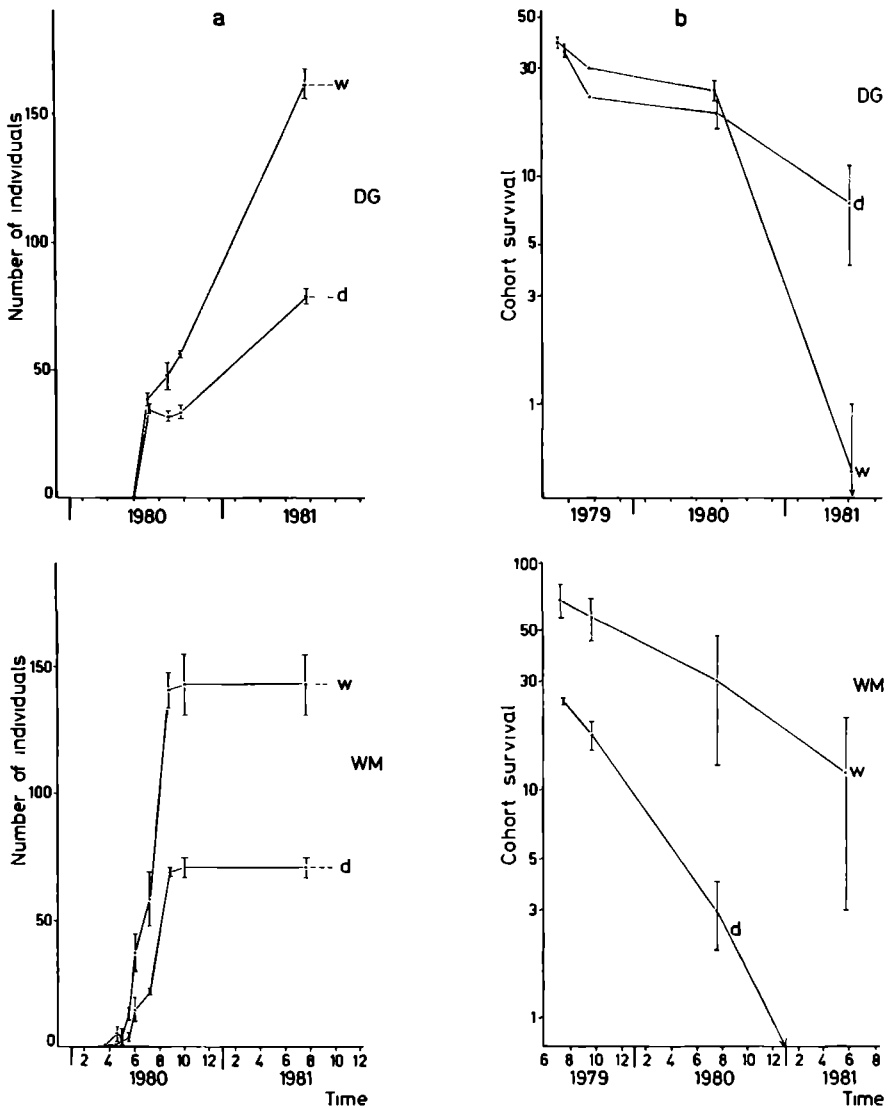 a
b
Number of individuals
150
100
50
0
w
DG
d
1980
1981
Cohort survival
50
30
10
5
3
1
DG
d
w
1979
1980
1981
Number of individuals
150
100
50
0
w
WM
d
2 4 6 8 10 12 2 4 6 8 10 12
1980
1981
Time
Cohort survival
100
50
30
10
5
3
1
WM
w
d
6 8 10 12 2 4 6 8 10 12 2 4 6 8
1979
1980
1981
Time